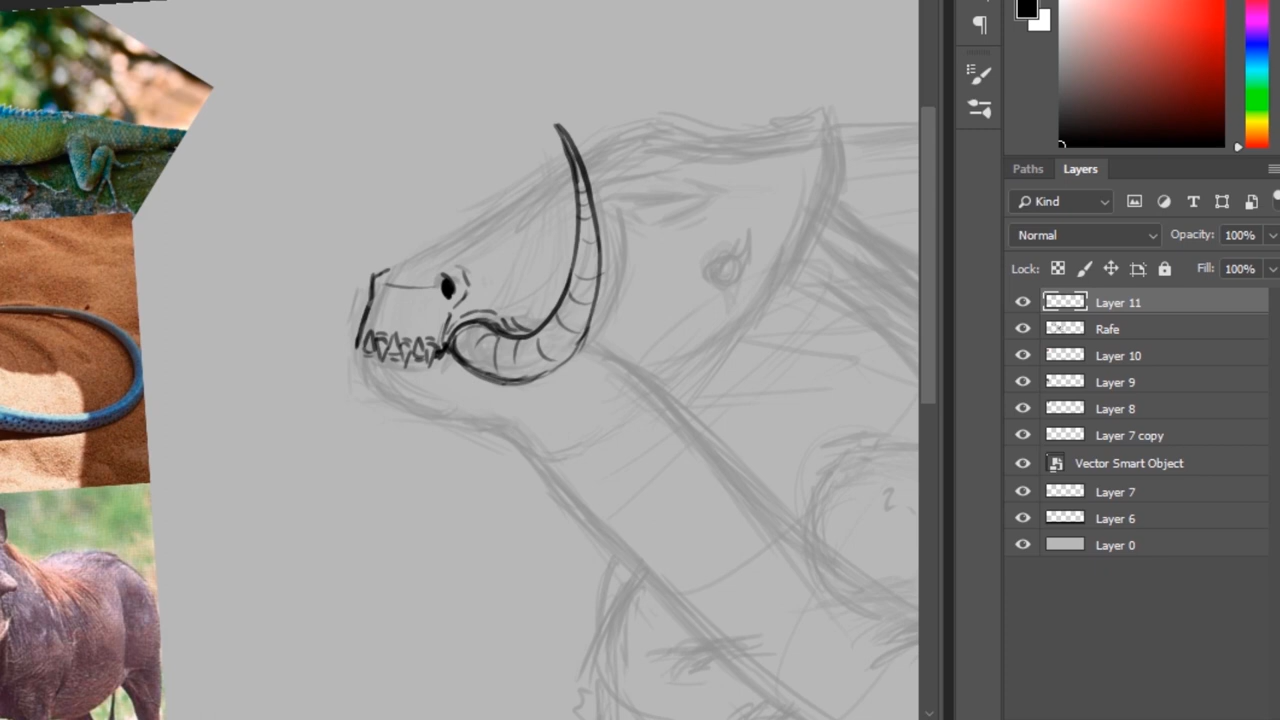 Paths Layers
Kind
Normal Opacity: 100%
Lock: Fill: 100%
Layer 11
Rafe
Layer 10
Layer 9
Layer 8
Layer 7 copy
Vector Smart Object
Layer 7
Layer 6
Layer 0